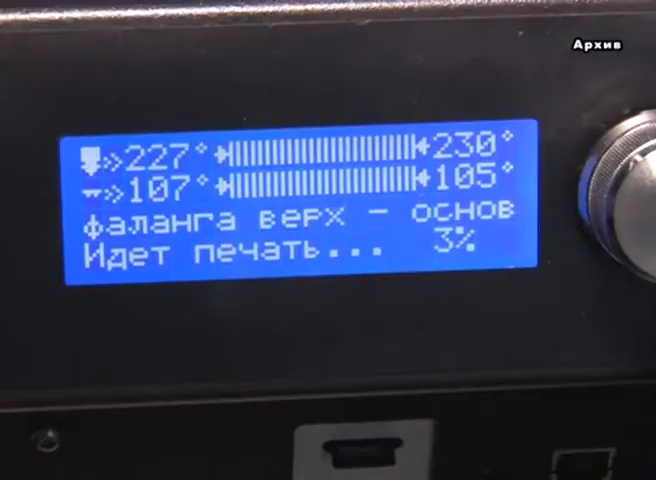 Архив
227° 230°
107° 105°
фаланга верх - основ
Идет печать... 3%